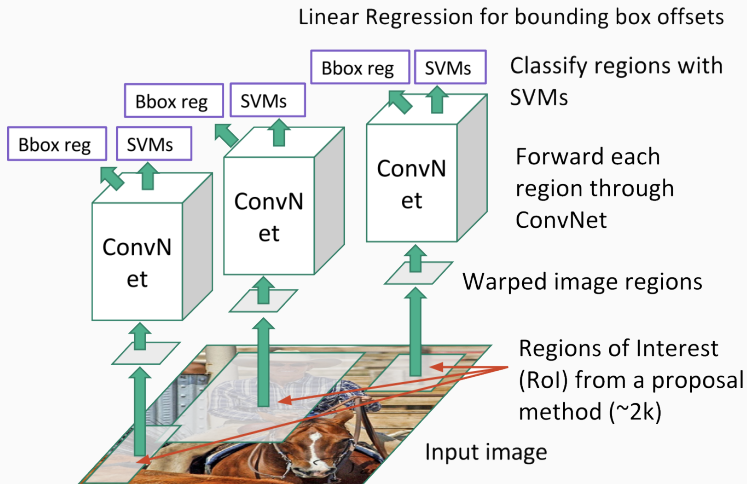 Linear Regression for bounding box offsets
Bbox reg
SVMs
Classify regions with
SVMs
Bbox reg
SVMs
Bbox reg
SVMs
ConvN
et
Forward each
region through
ConvNet
ConvN
et
ConvN
et
Warped image regions
Regions of Interest
(RoI) from a proposal
method (~2k)
Input image